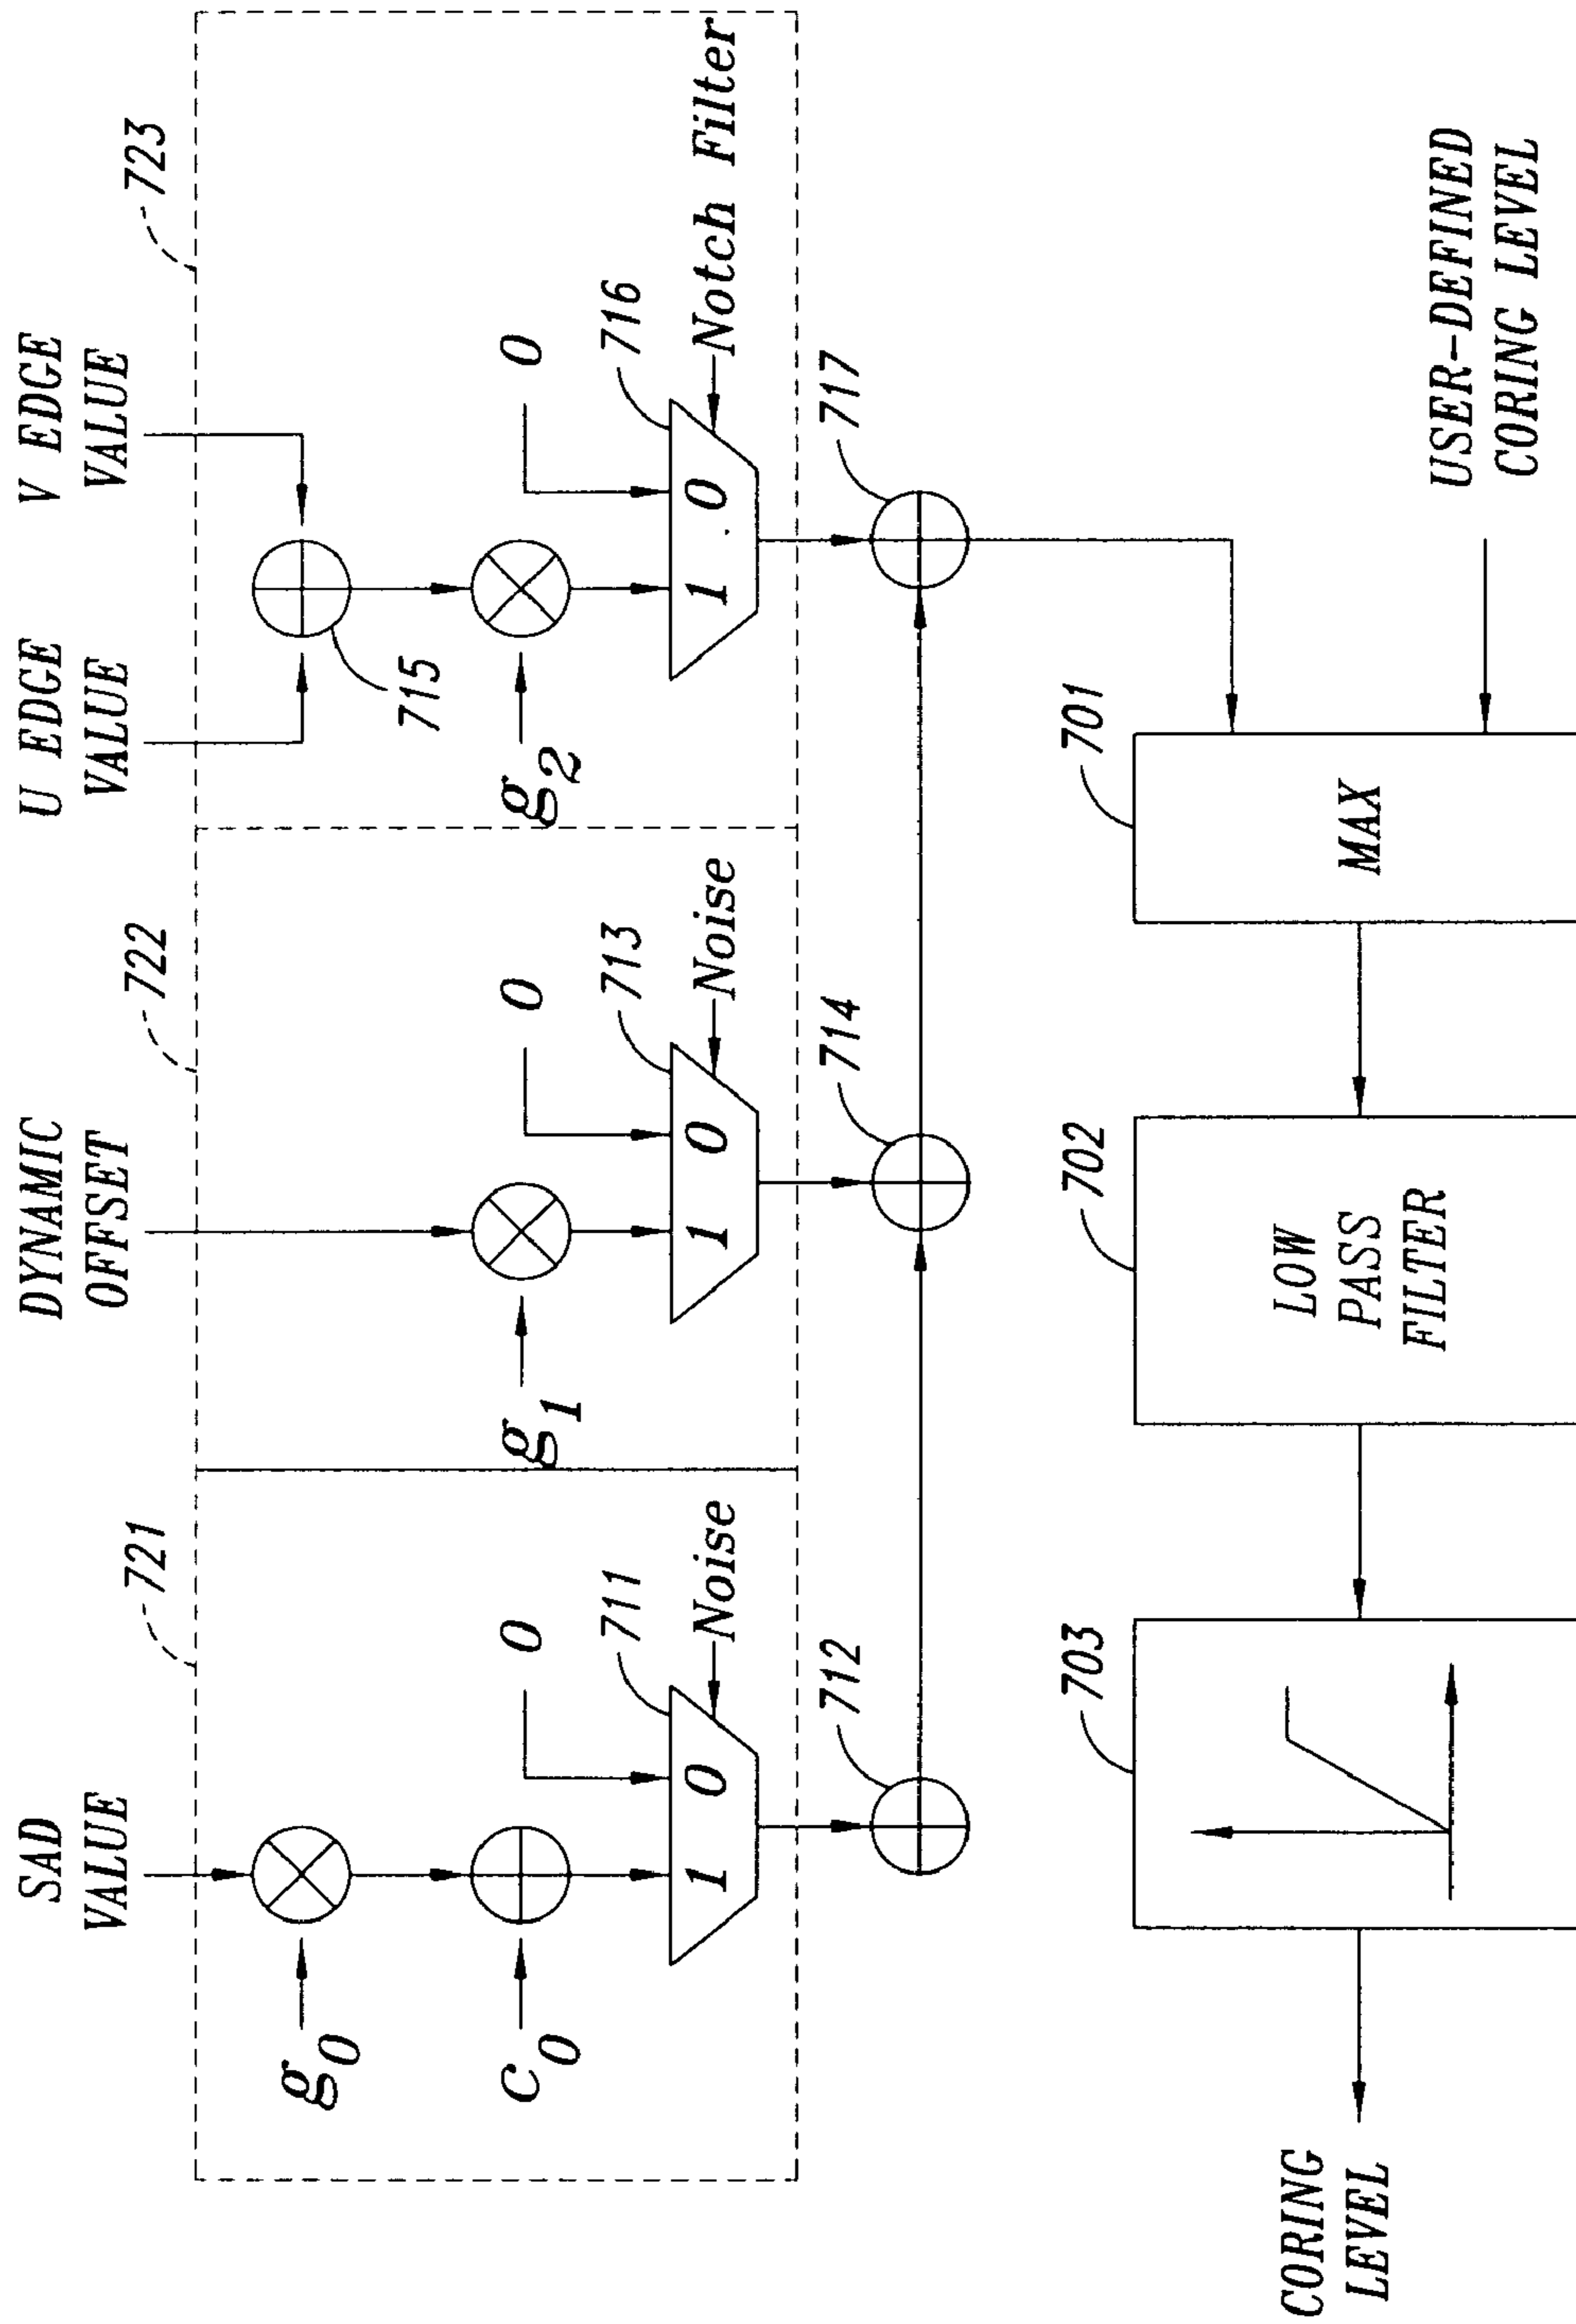 SAD
VALUE
DYNAMIC
OFFSET
U EDGE
VALUE
V EDGE
VALUE
721
722
723
g0
715
c0
0
g1
0
g2
0
711
713
716
1 0
1 0
1 0
Noise
Noise
Notch Filter
712
714
717
703
702
701
CORING
LEVEL
LOW
PASS
FILTER
MAX
USER-DEFINED
CORING LEVEL